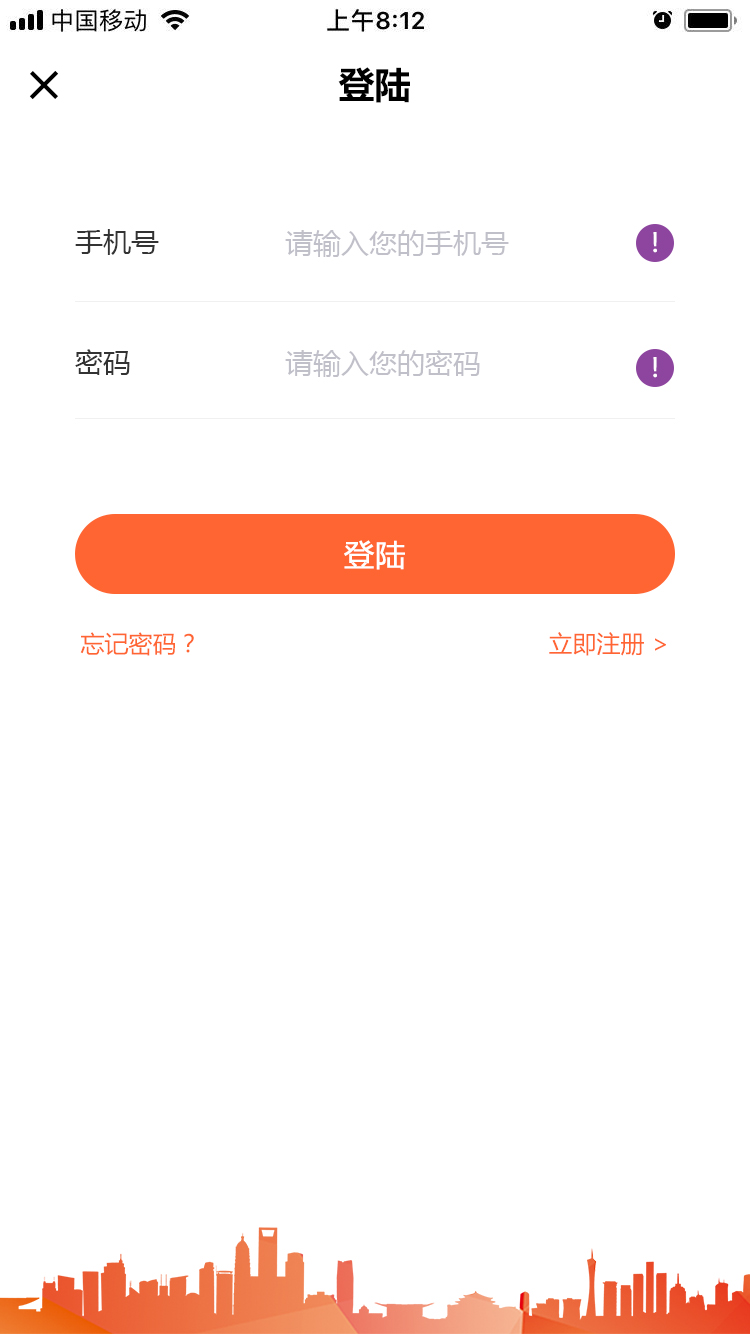 中国移动
上午8:12
登陆
手机号 请输入您的手机号 !
密码 请输入您的密码 !
登陆
忘记密码？ 立即注册 >